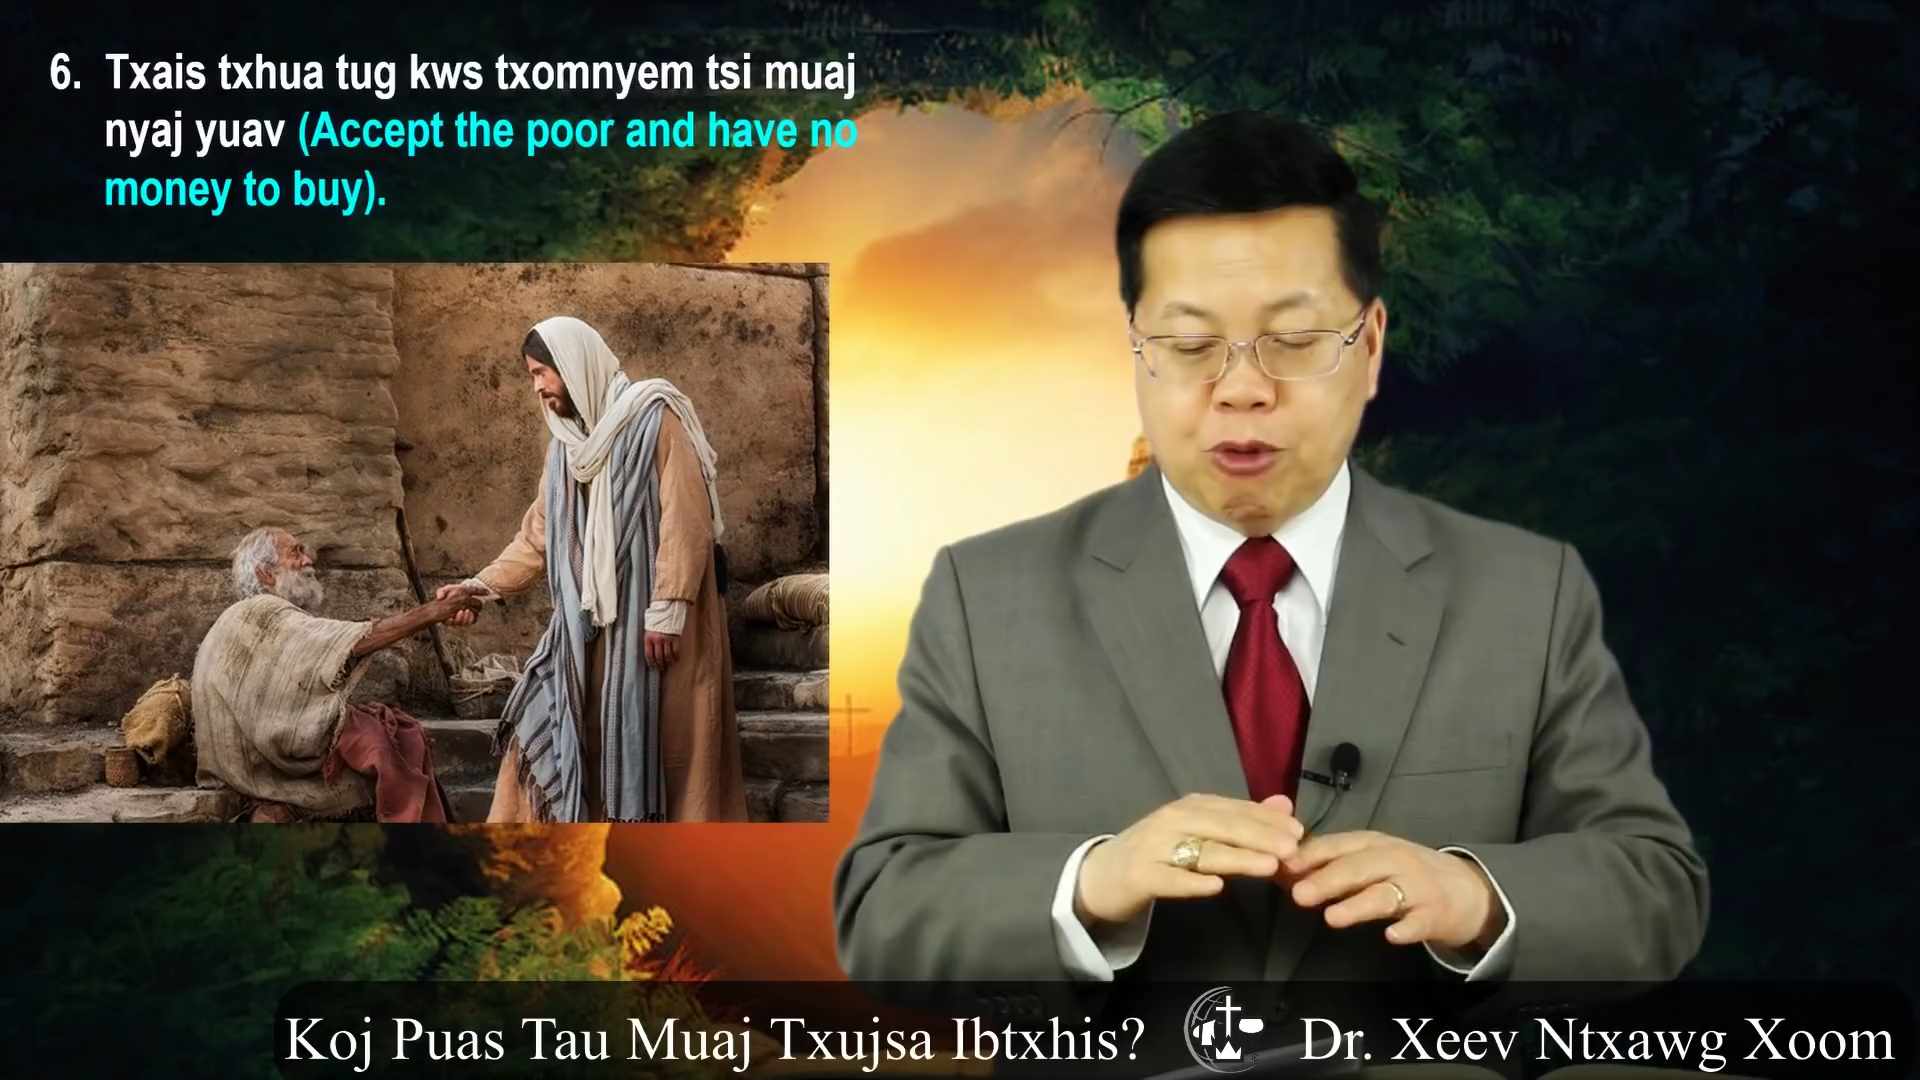 6. Txais txhua tug kws txomnyem tsi muaj
nyaj yuav (Accept the poor and have no
money to buy).
Koj Puas Tau Muaj Txujsa Ibtxhis? Dr. Xeev Ntxawg Xoom